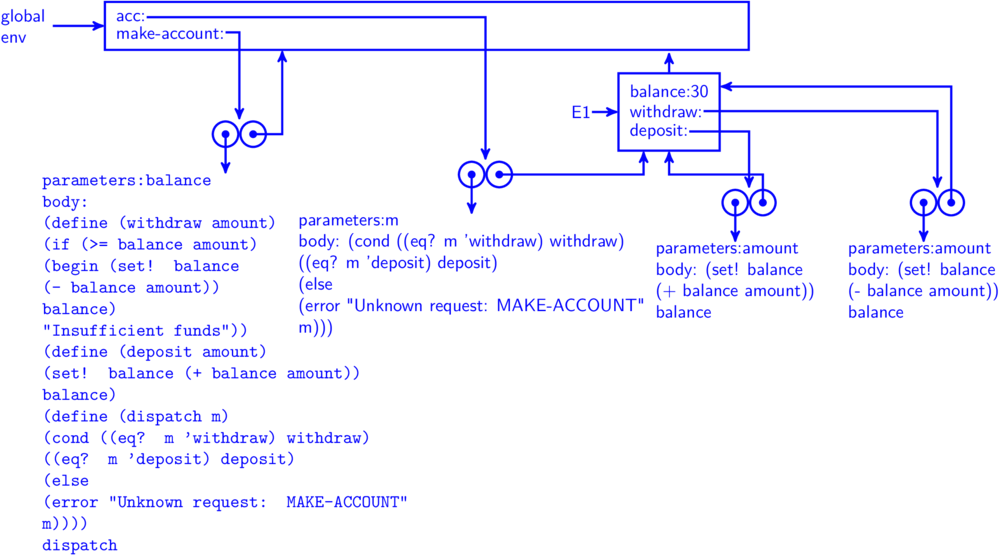 global
env
acc:
make-account:
E1
balance:30
withdraw:
deposit:
parameters:balance
body:
(define (withdraw amount)
(if (>= balance amount)
(begin (set!  balance
(- balance amount))
balance)
"Insufficient funds"))
(define (deposit amount)
(set!  balance (+ balance amount))
balance)
(define (dispatch m)
(cond ((eq?  m ’withdraw) withdraw)
((eq?  m ’deposit) deposit)
(else
(error "Unknown request:  MAKE-ACCOUNT"
m))))
dispatch
parameters:m
body: (cond ((eq? m 'withdraw) withdraw)
((eq? m 'deposit) deposit)
(else
(error "Unknown request: MAKE-ACCOUNT"
m)))
parameters:amount
body: (set! balance
(+ balance amount))
balance
parameters:amount
body: (set! balance
(- balance amount))
balance